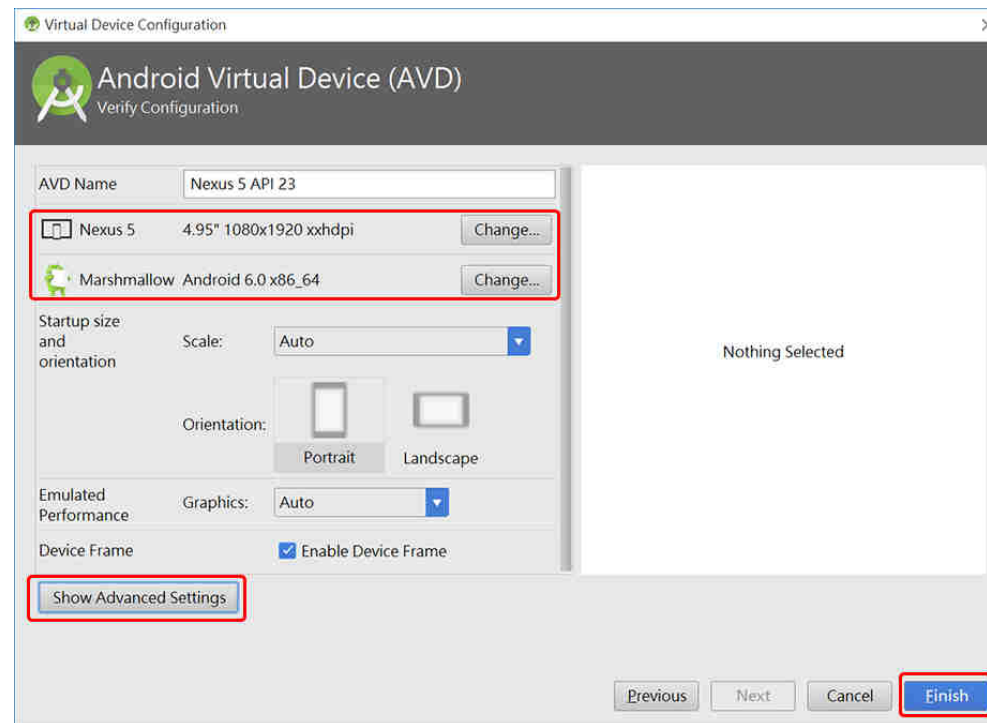 Virtual Device Configuration
Android Virtual Device (AVD)
Verify Configuration
AVD Name Nexus 5 API 23
Nexus 5 4.95" 1080x1920 xxhdpi Change...
Marshmallow Android 6.0 x86_64 Change...
Startup size
and Scale: Auto
orientation
Nothing Selected
Orientation:
Portrait Landscape
Emulated
Performance Graphics: Auto
Device Frame Enable Device Frame
Show Advanced Settings
Previous Next Cancel Finish